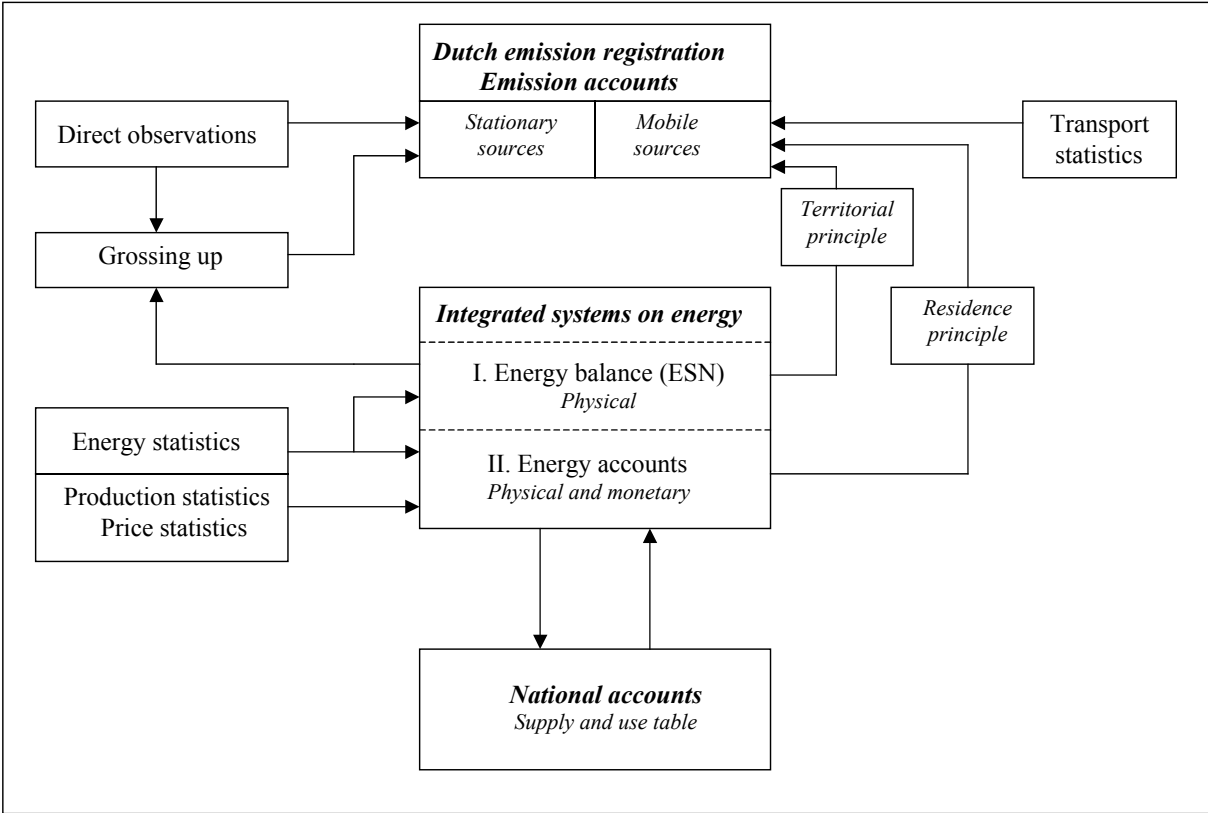 Dutch emission registration
Emission accounts
Stationary
sources
Mobile
sources
Direct observations
Transport
statistics
Territorial
principle
Grossing up
Residence
principle
Integrated systems on energy
I. Energy balance (ESN)
Physical
Energy statistics
II. Energy accounts
Physical and monetary
Production statistics
Price statistics
National accounts
Supply and use table